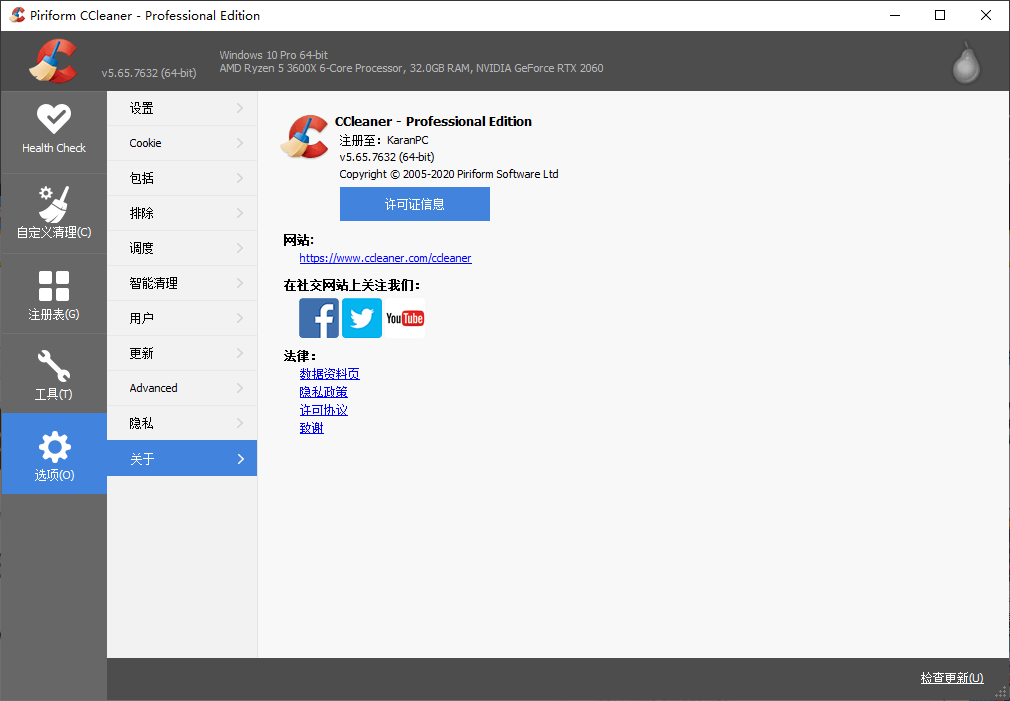 Piriform CCleaner - Professional Edition
v5.65.7632 (64-bit)
Windows 10 Pro 64-bit
AMD Ryzen 5 3600X 6-Core Processor, 32.0GB RAM, NVIDIA GeForce RTX 2060
Health Check
自定义清理(C)
注册表(G)
工具(T)
选项(O)
设置
Cookie
包括
排除
调度
智能清理
用户
更新
Advanced
隐私
关于
CCleaner - Professional Edition
注册至：KaranPC
v5.65.7632 (64-bit)
Copyright © 2005-2020 Piriform Software Ltd
许可证信息
网站:
https://www.ccleaner.com/ccleaner
在社交网站上关注我们：
You Tube
法律：
数据资料页
隐私政策
许可协议
致谢
检查更新(U)